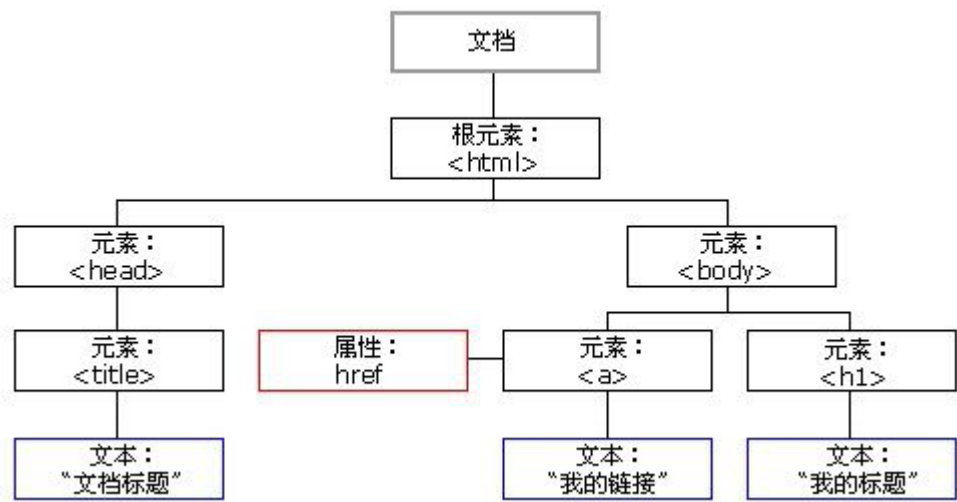 文档
根元素：
<html>
元素：
<head>
元素：
<body>
元素：
<title>
属性：
href
元素：
<a>
元素：
<h1>
文本：
“文档标题”
文本：
“我的链接”
文本：
“我的标题”